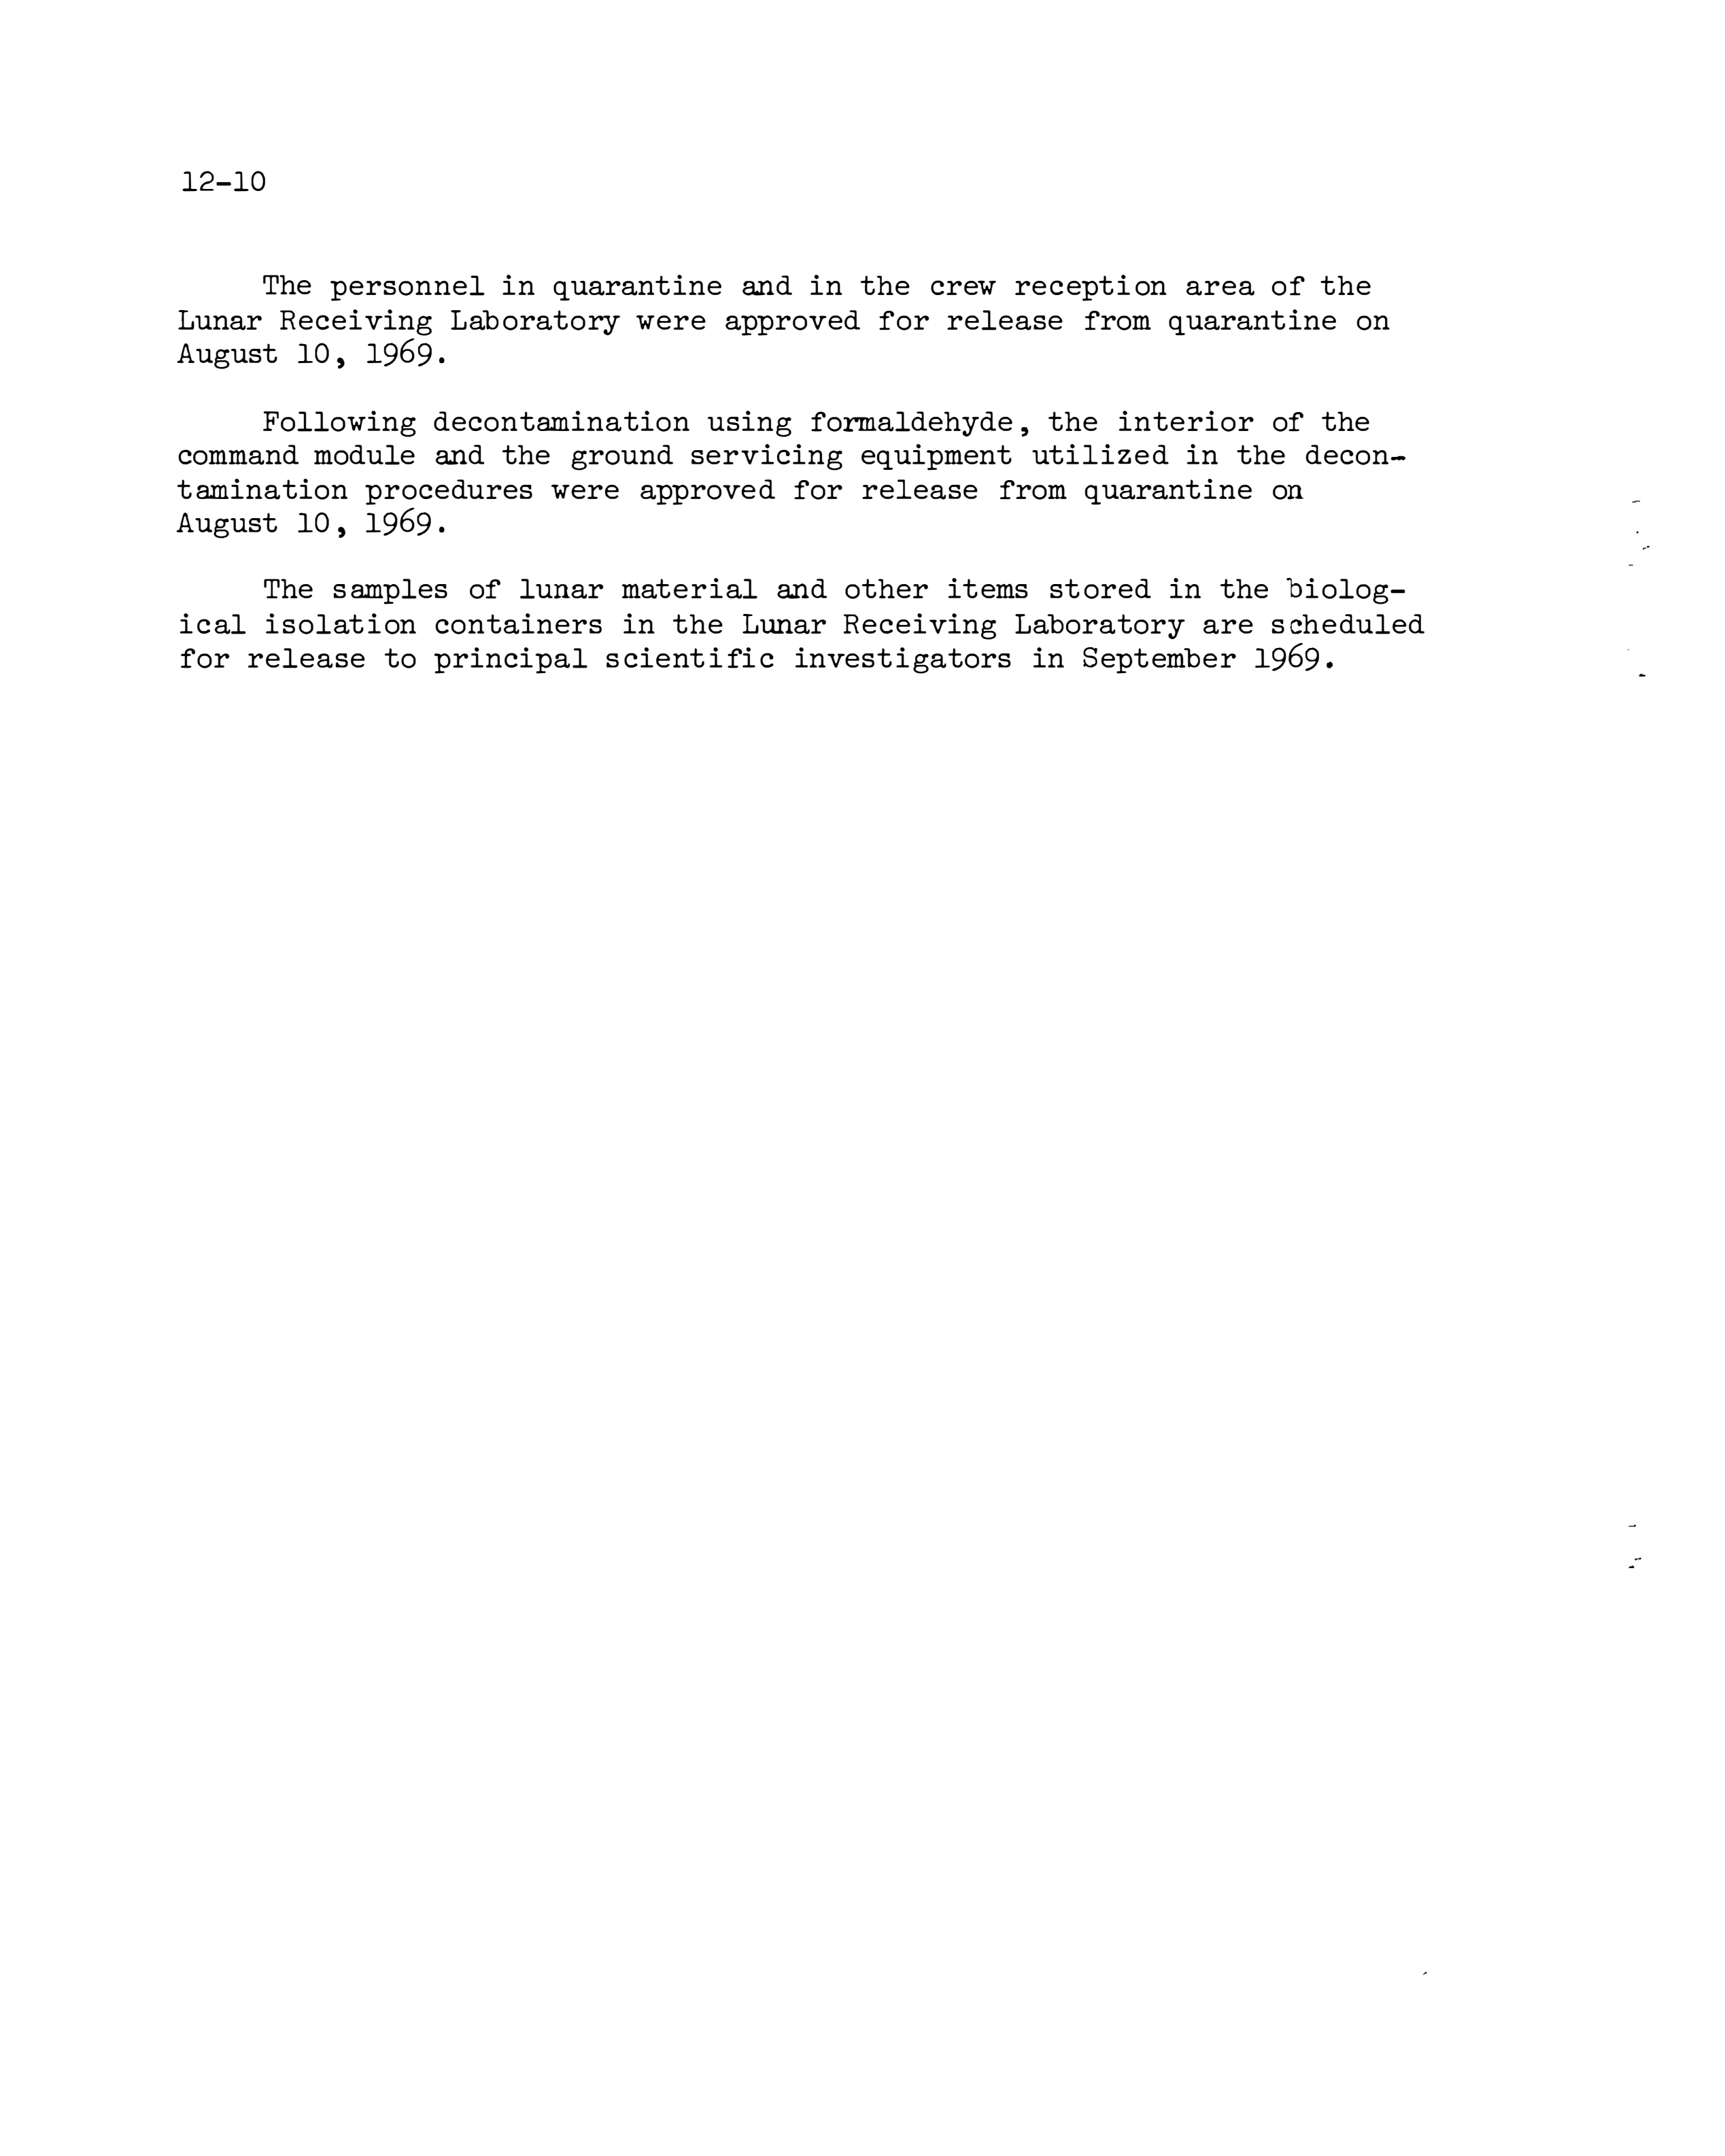 12-10
The personnel in quarantine and in the crew reception area of the
Lunar Receiving Laboratory were approved for release from quarantine on
August 10, 1969.
Following decontamination using formaldehyde, the interior of the
command module and the ground servicing equipment utilized in the decon-
tamination procedures were approved for release from quarantine on
August 10, 1969.
The samples of lunar material and other items stored in the biolog-
ical isolation containers in the Lunar Receiving Laboratory are scheduled
for release to principal scientific investigators in September 1969.